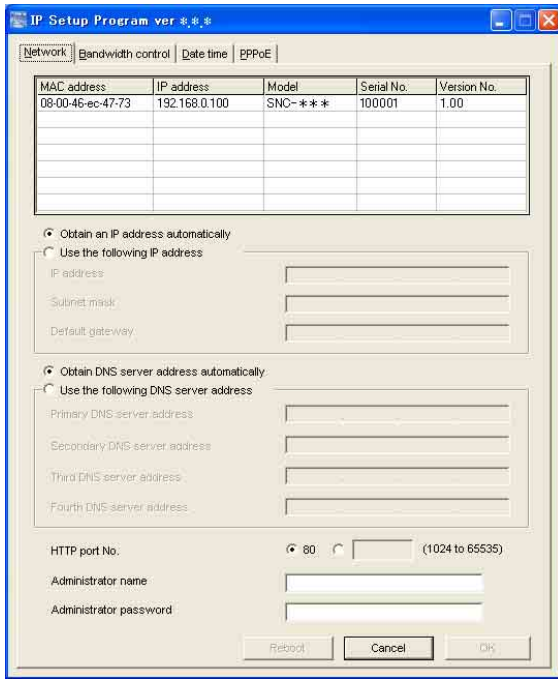 IP Setup Program ver *.*.*
Network Bandwidth control Date time PPPoE
MAC address IP address Model Serial No. Version No.
08-00-46-ec-47-73 192.168.0.100 SNC-*** 100001 1.00
Obtain an IP address automatically
Use the following IP address
IP address
Subnet mask
Default gateway
Obtain DNS server address automatically
Use the following DNS server address
Primary DNS server address
Secondary DNS server address
Third DNS server address
Fourth DNS server address
HTTP port No. 80 (1024 to 65535)
Administrator name
Administrator password
Reboot Cancel OK